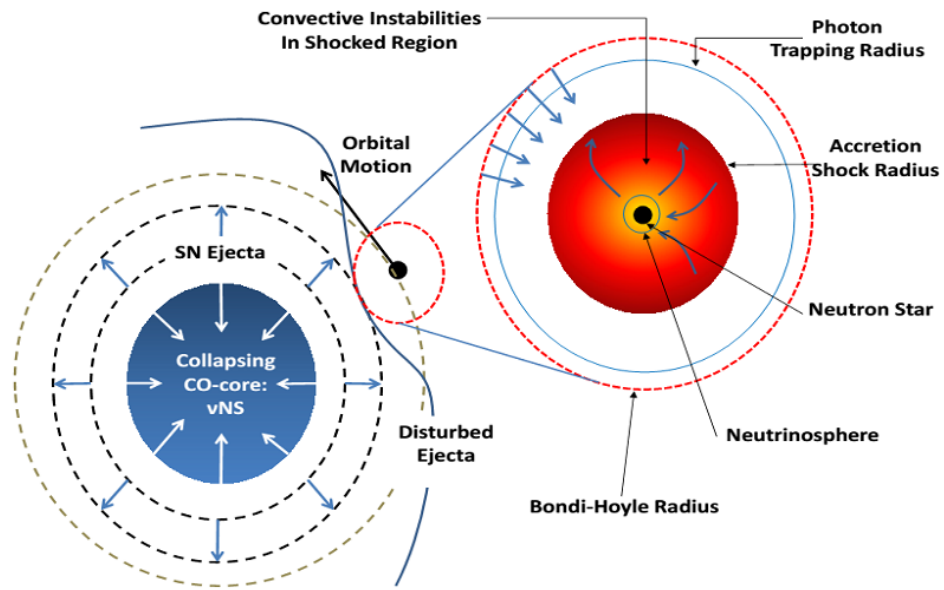 Convective Instabilities
In Shocked Region
Photon
Trapping Radius
Orbital
Motion
Accretion
Shock Radius
SN Ejecta
Neutron Star
Collapsing
CO-core:
νNS
Disturbed
Ejecta
Neutrinosphere
Bondi-Hoyle Radius